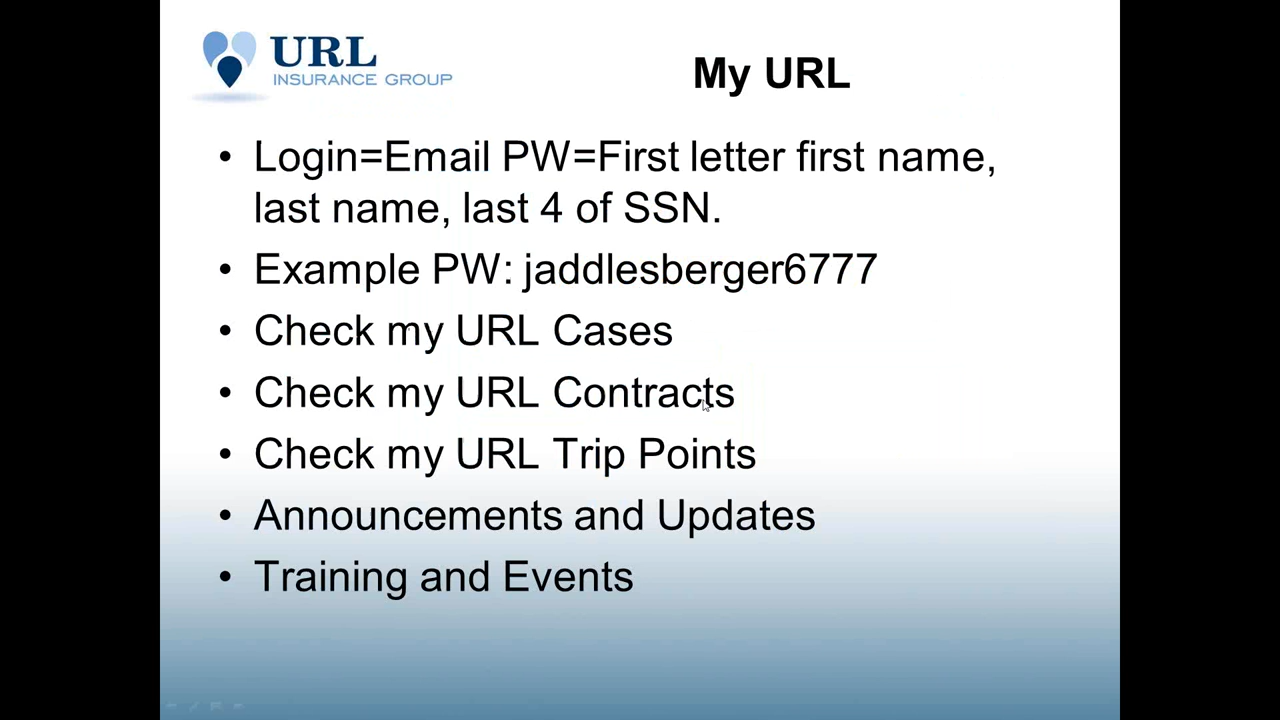 URL
INSURANCE GROUP
My URL
• Login=Email PW=First letter first name,
last name, last 4 of SSN.
• Example PW: jaddlesberger6777
• Check my URL Cases
• Check my URL Contracts
• Check my URL Trip Points
• Announcements and Updates
• Training and Events